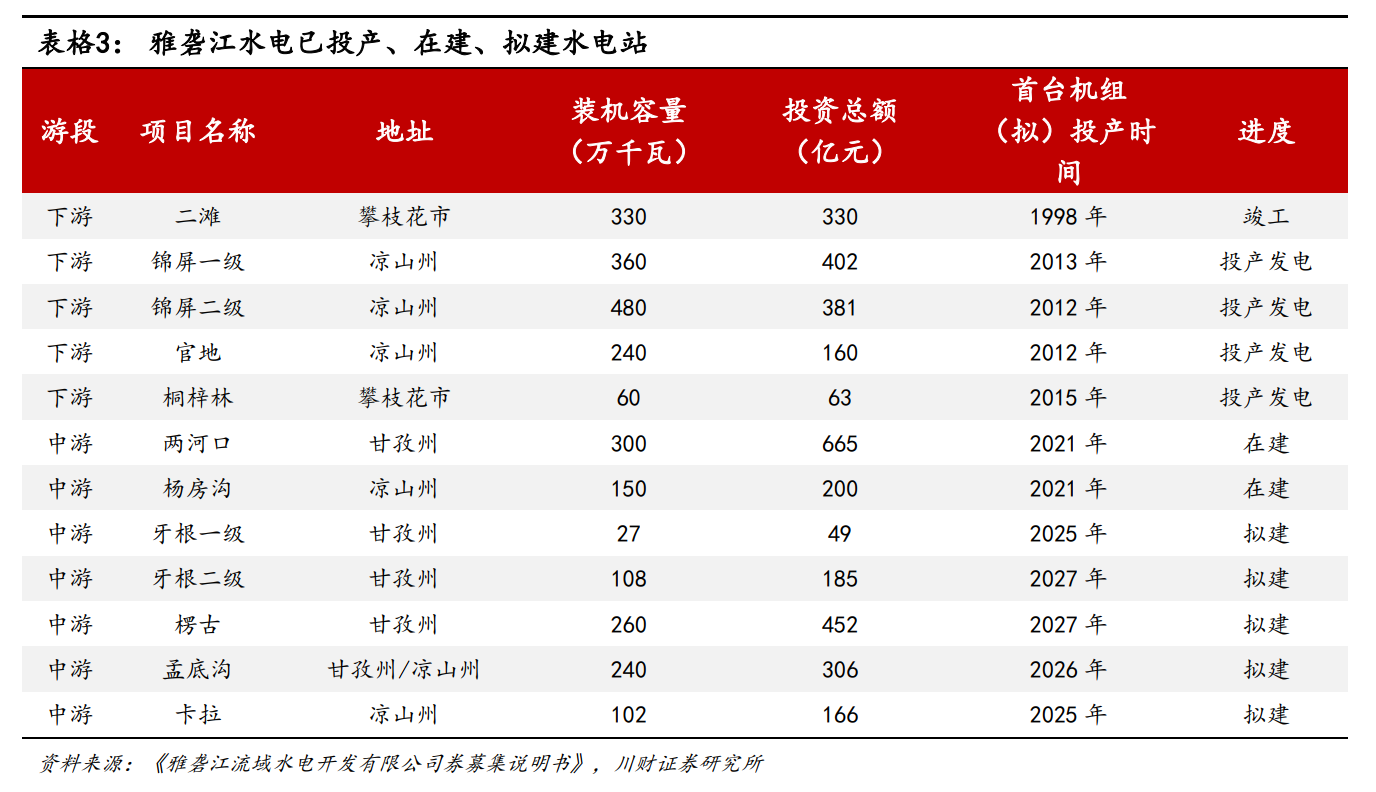 表格3： 雅砻江水电已投产、在建、拟建水电站
游段 项目名称 地址 装机容量（万千瓦） 投资总额（亿元） 首台机组（拟）投产时间 进度
下游 二滩 攀枝花市 330 330 1998 年 竣工
下游 锦屏一级 凉山州 360 402 2013 年 投产发电
下游 锦屏二级 凉山州 480 381 2012 年 投产发电
下游 官地 凉山州 240 160 2012 年 投产发电
下游 桐梓林 攀枝花市 60 63 2015 年 投产发电
中游 两河口 甘孜州 300 665 2021 年 在建
中游 杨房沟 凉山州 150 200 2021 年 在建
中游 牙根一级 甘孜州 27 49 2025 年 拟建
中游 牙根二级 甘孜州 108 185 2027 年 拟建
中游 楞古 甘孜州 260 452 2027 年 拟建
中游 孟底沟 甘孜州/凉山州 240 306 2026 年 拟建
中游 卡拉 凉山州 102 166 2025 年 拟建
资料来源：《雅砻江流域水电开发有限公司券募集说明书》，川财证券研究所